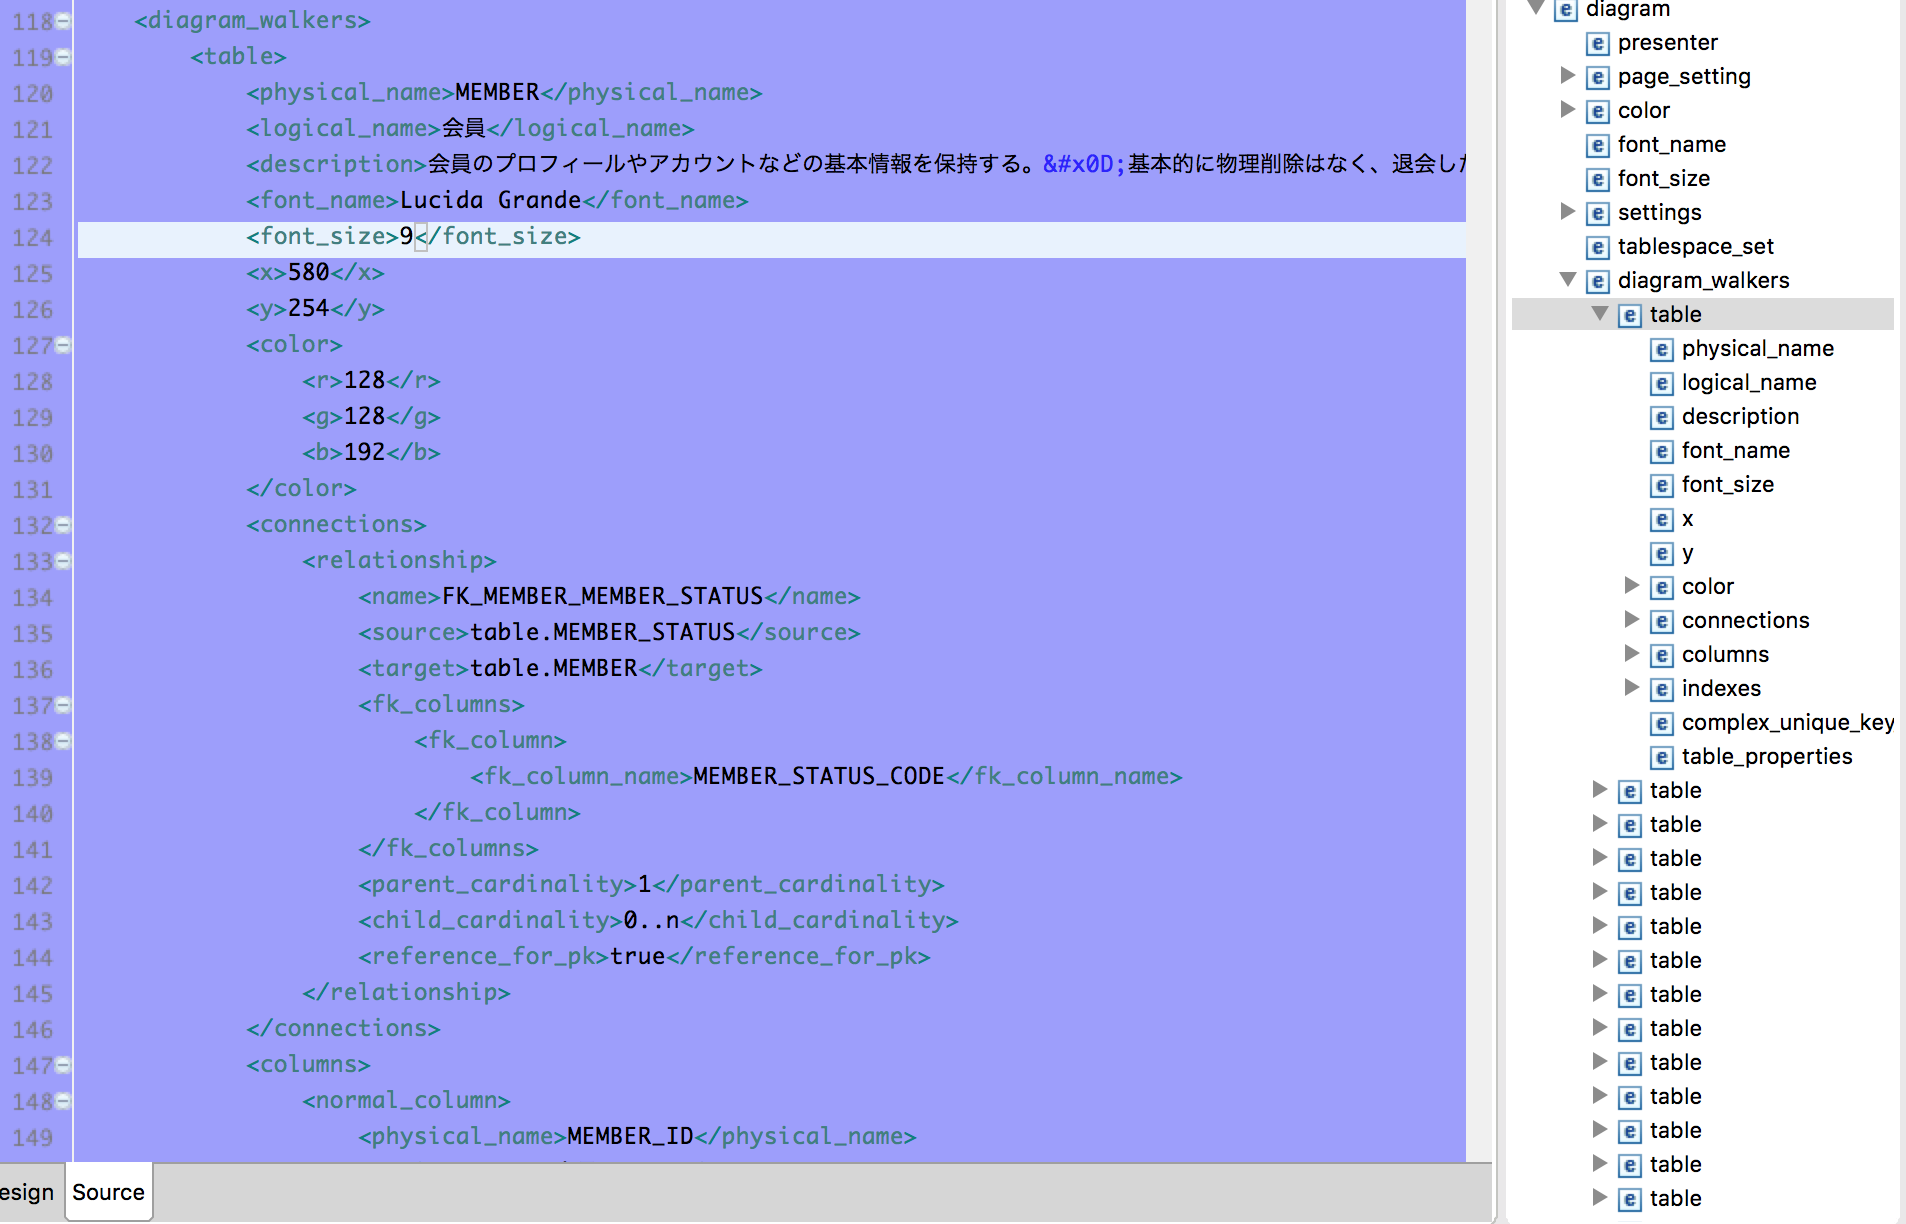 118 <diagram_walkers>
119 <table>
120 <physical_name>MEMBER</physical_name>
121 <logical_name>会員</logical_name>
122 <description>会員のプロフィールやアカウントなどの基本情報を保持する。&#x0D;基本的に物理削除はなく、退会した
123 <font_name>Lucida Grande</font_name>
124 <font_size>9</font_size>
125 <x>580</x>
126 <y>254</y>
127 <color>
128 <r>128</r>
129 <g>128</g>
130 <b>192</b>
131 </color>
132 <connections>
133 <relationship>
134 <name>FK_MEMBER_MEMBER_STATUS</name>
135 <source>table.MEMBER_STATUS</source>
136 <target>table.MEMBER</target>
137 <fk_columns>
138 <fk_column>
139 <fk_column_name>MEMBER_STATUS_CODE</fk_column_name>
140 </fk_column>
141 </fk_columns>
142 <parent_cardinality>1</parent_cardinality>
143 <child_cardinality>0..n</child_cardinality>
144 <reference_for_pk>true</reference_for_pk>
145 </relationship>
146 </connections>
147 <columns>
148 <normal_column>
149 <physical_name>MEMBER_ID</physical_name>
esign Source
diagram
presenter
page_setting
color
font_name
font_size
settings
tablespace_set
diagram_walkers
table
physical_name
logical_name
description
font_name
font_size
x
y
color
connections
columns
indexes
complex_unique_key
table_properties
table
table
table
table
table
table
table
table
table
table
table
table
table